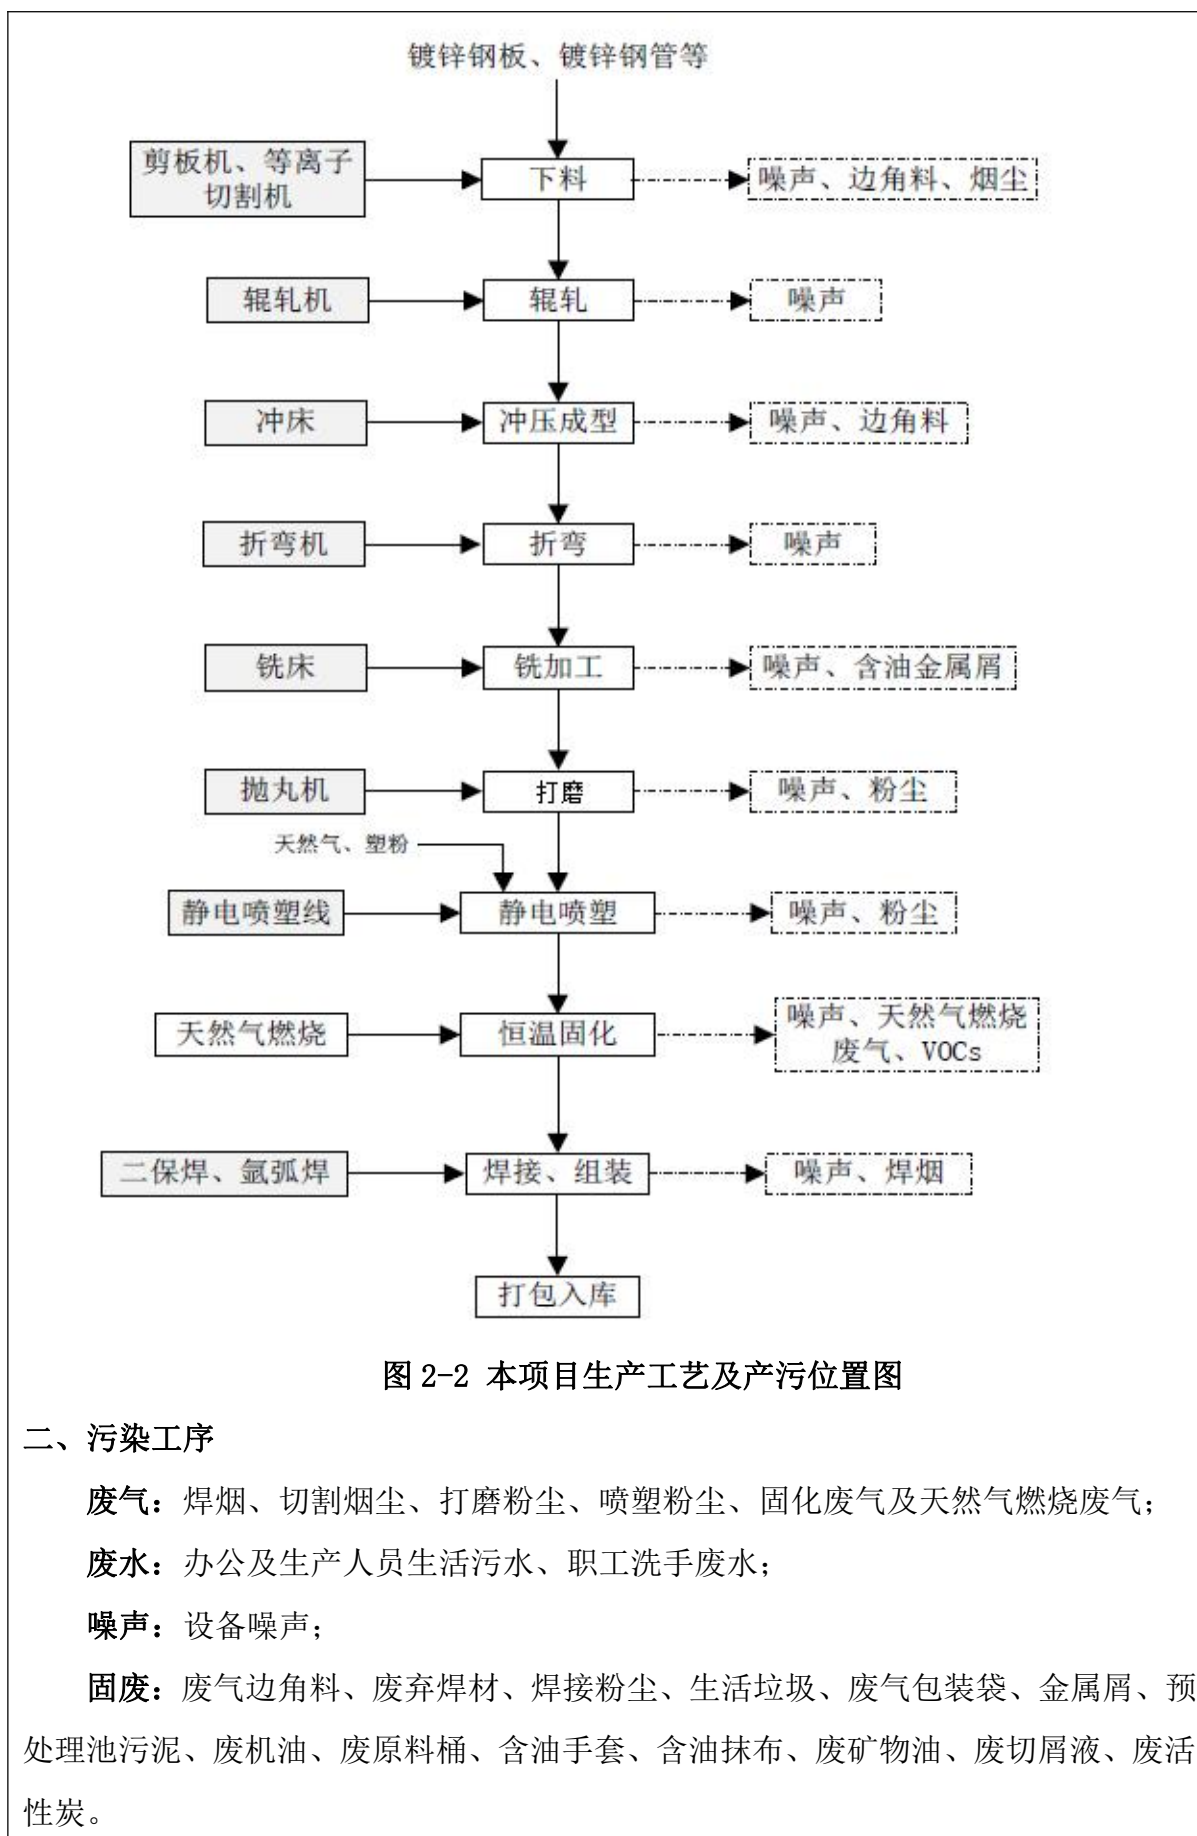 镀锌钢板、镀锌钢管等
剪板机、等离子
切割机
下料
噪声、边角料、烟尘
辊轧机
辊轧
噪声
冲床
冲压成型
噪声、边角料
折弯机
折弯
噪声
铣床
铣加工
噪声、含油金属屑
抛丸机
打磨
噪声、粉尘
天然气、塑粉
静电喷塑线
静电喷塑
噪声、粉尘
天然气燃烧
恒温固化
噪声、天然气燃烧
废气、VOCs
二保焊、氩弧焊
焊接、组装
噪声、焊烟
打包入库
图 2-2 本项目生产工艺及产污位置图
二、污染工序
废气：焊烟、切割烟尘、打磨粉尘、喷塑粉尘、固化废气及天然气燃烧废气；
废水：办公及生产人员生活污水、职工洗手废水；
噪声：设备噪声；
固废：废气边角料、废弃焊材、焊接粉尘、生活垃圾、废气包装袋、金属屑、预
处理池污泥、废机油、废原料桶、含油手套、含油抹布、废矿物油、废切屑液、废活
性炭。